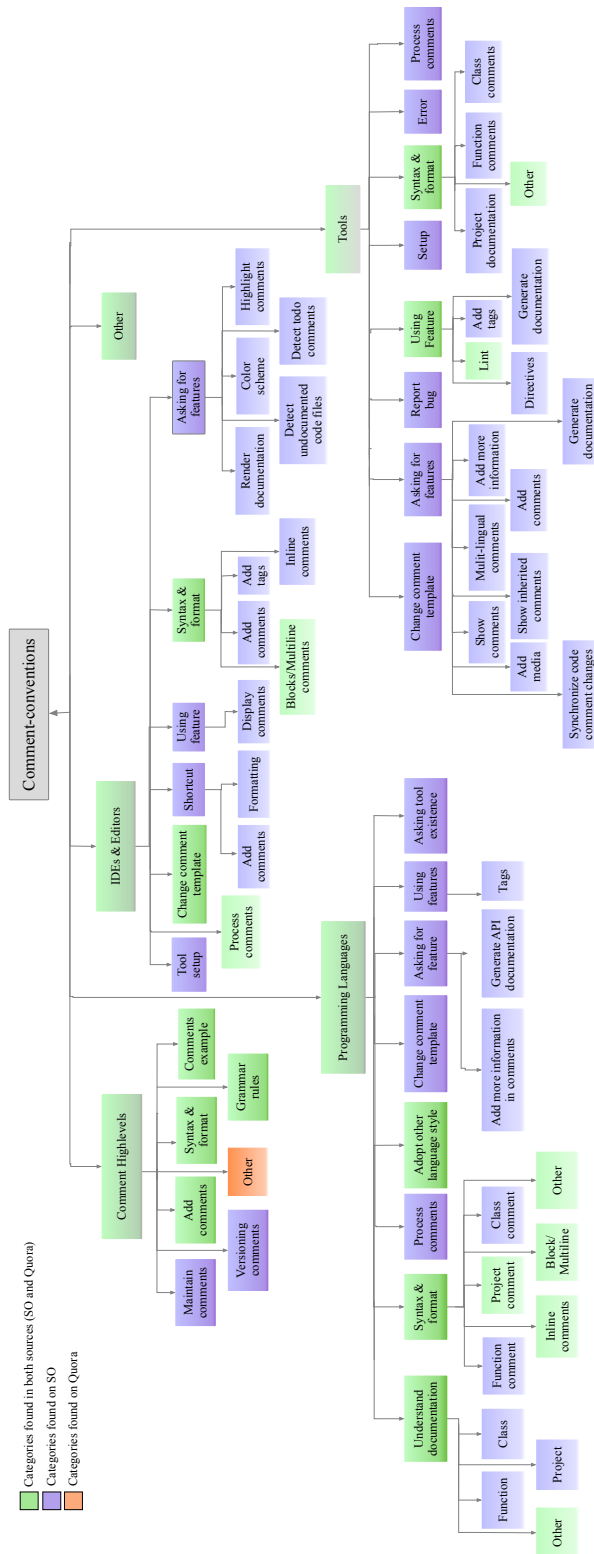 Categories found in both sources (SO and Quora)
Categories found on SO
Categories found on Quora
Comment-conventions
Comment Highlevels
IDEs & Editors
Other
Maintain
comments
Add
comments
Syntax &
format
Comments
example
Versioning
comments
Other
Grammar
rules
Tool
setup
Process
comments
Change comment
template
Shortcut
Using
feature
Syntax &
format
Asking for
features
Add
comments
Formatting
Display
comments
Add
comments
Add
tags
Blocks/Multiline
comments
Inline
comments
Render
documentation
Color
scheme
Highlight
comments
Detect
undocumented
code files
Detect todo
comments
Programming Languages
Understand
documentation
Syntax &
format
Process
comments
Adopt other
language style
Change comment
template
Asking for
feature
Using
features
Asking tool
existence
Function
Class
Other
Project
Function
comment
Project
comment
Class
comment
Inline
comments
Block/
Multiline
Other
Add more information
in comments
Generate API
documentation
Tags
Tools
Change comment
template
Asking for
features
Report
bug
Using
Feature
Setup
Syntax &
format
Error
Process
comments
Show
comments
Mulit-lingual
comments
Add more
information
Add
media
Show inherited
comments
Add
comments
Synchronize code
comment changes
Generate
documentation
Lint
Add
tags
Directives
Generate
documentation
Project
documentation
Function
comments
Class
comments
Other